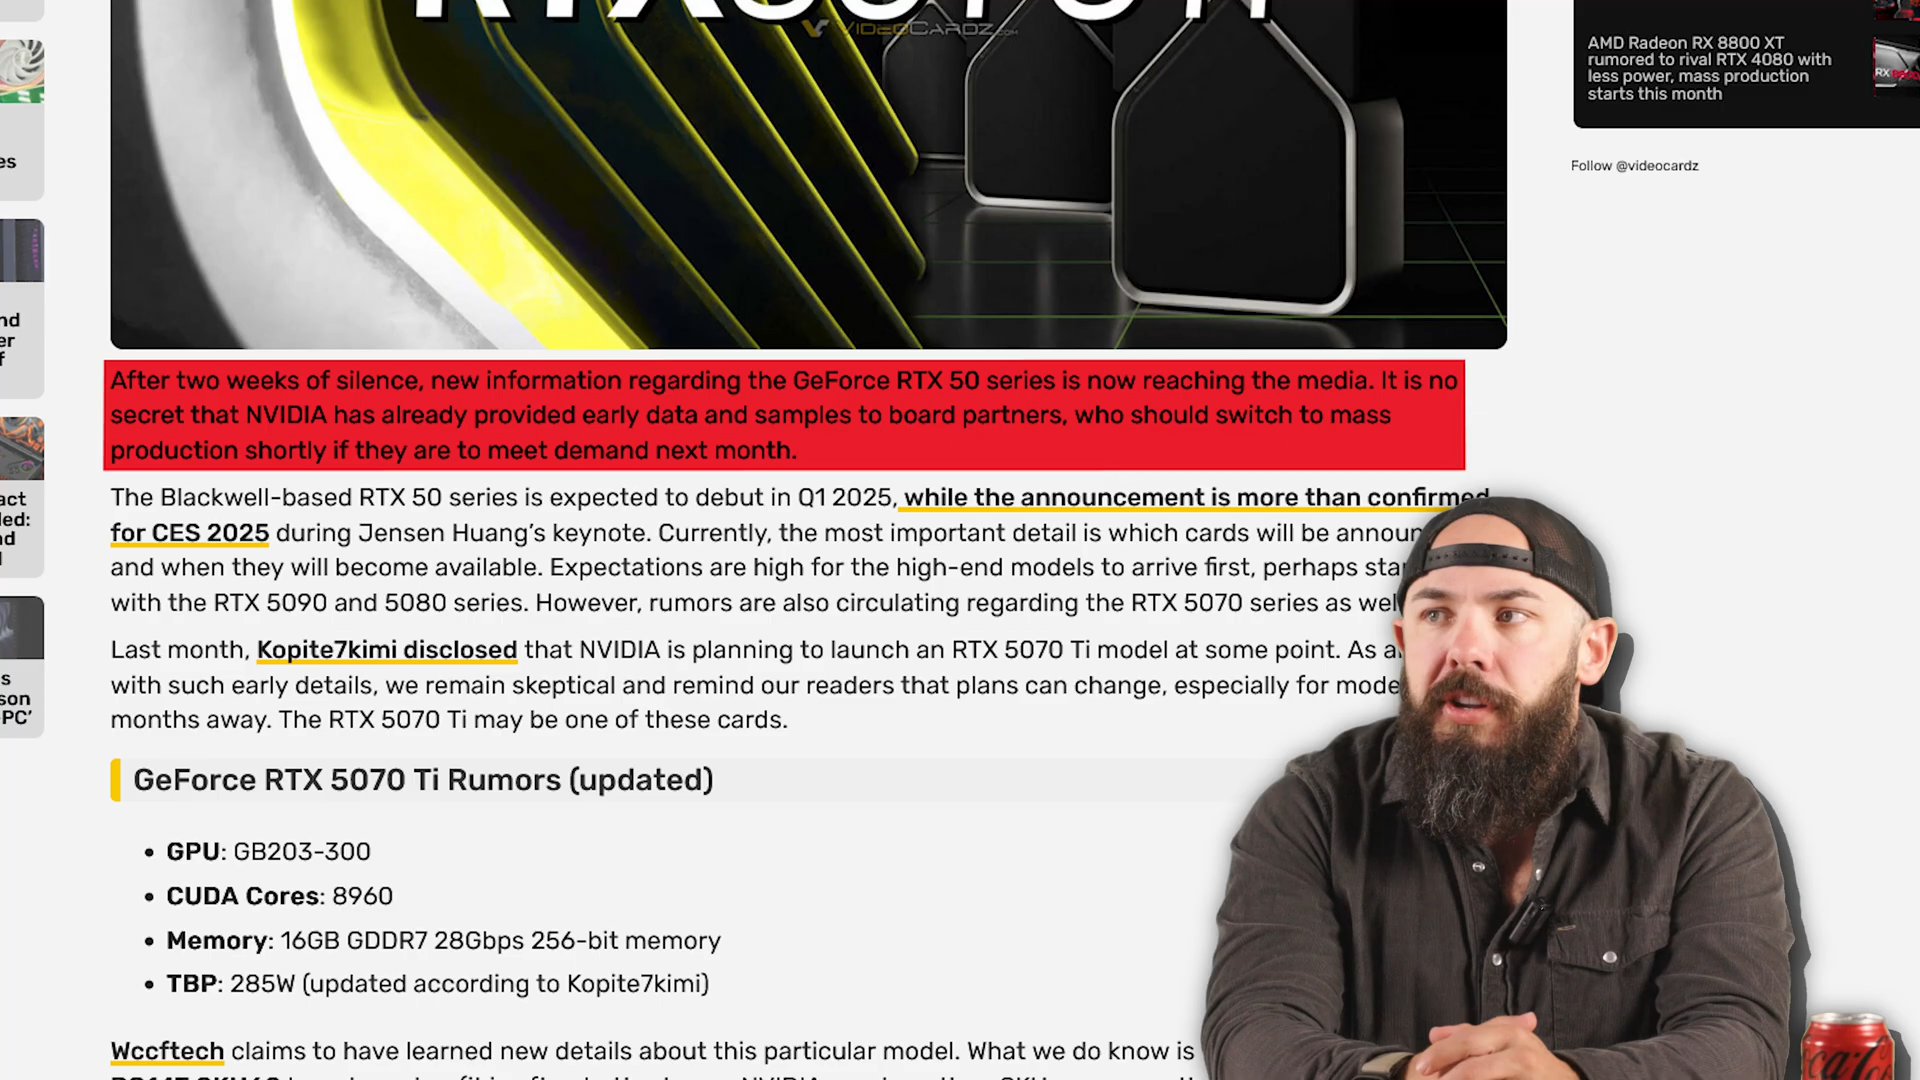 VIDEOCARDZ.COM
AMD Radeon RX 8800 XT
rumored to rival RTX 4080 with
less power, mass production
starts this month
Follow @videocardz
After two weeks of silence, new information regarding the GeForce RTX 50 series is now reaching the media. It is no
secret that NVIDIA has already provided early data and samples to board partners, who should switch to mass
production shortly if they are to meet demand next month.
The Blackwell-based RTX 50 series is expected to debut in Q1 2025, while the announcement is more than confirmed
for CES 2025 during Jensen Huang's keynote. Currently, the most important detail is which cards will be announ
and when they will become available. Expectations are high for the high-end models to arrive first, perhaps sta
with the RTX 5090 and 5080 series. However, rumors are also circulating regarding the RTX 5070 series as wel
Last month, Kopite7kimi disclosed that NVIDIA is planning to launch an RTX 5070 Ti model at some point. As a
with such early details, we remain skeptical and remind our readers that plans can change, especially for mode
months away. The RTX 5070 Ti may be one of these cards.
GeForce RTX 5070 Ti Rumors (updated)
• GPU: GB203-300
• CUDA Cores: 8960
• Memory: 16GB GDDR7 28Gbps 256-bit memory
• TBP: 285W (updated according to Kopite7kimi)
Wccftech claims to have learned new details about this particular model. What we do know is